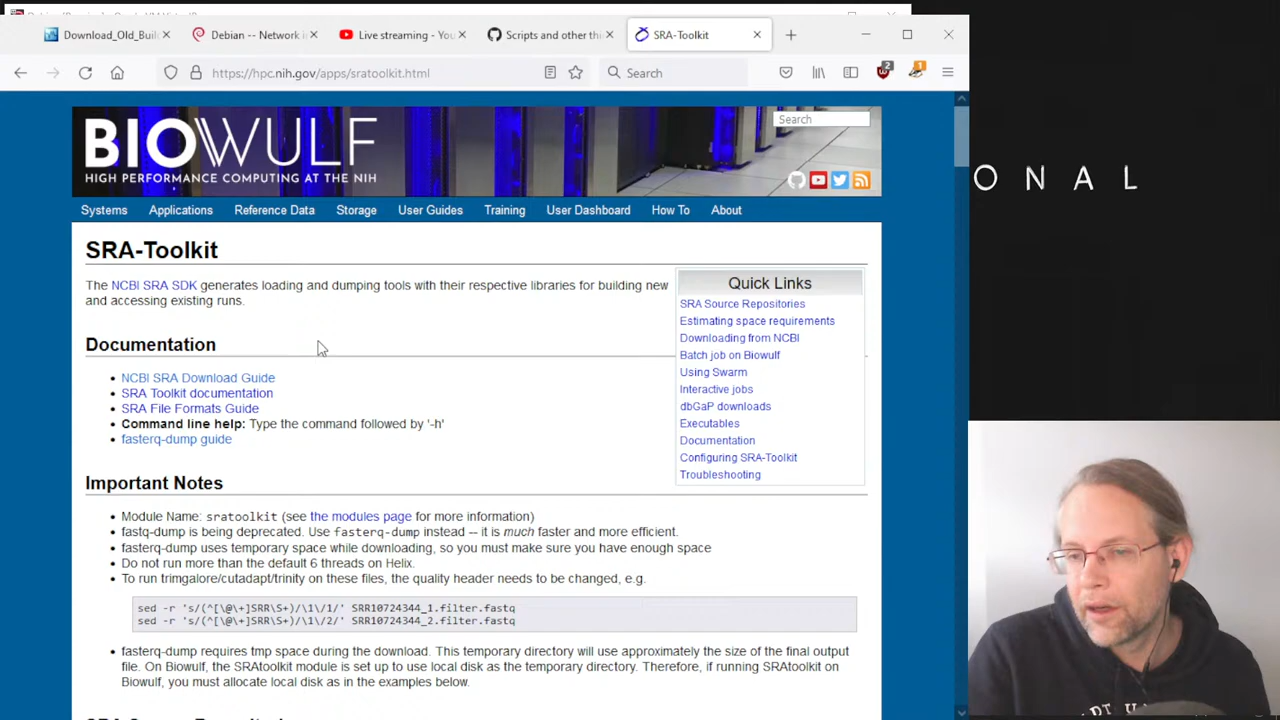 Download_Old_Buil
Debian -- Network in
Live streaming - You
Scripts and other thi
SRA-Toolkit
https://hpc.nih.gov/apps/sratoolkit.html
Search
2
1
BIOWULF
HIGH PERFORMANCE COMPUTING AT THE NIH
Search
Systems Applications Reference Data Storage User Guides Training User Dashboard How To About
O N A L
SRA-Toolkit
The NCBI SRA SDK generates loading and dumping tools with their respective libraries for building new
and accessing existing runs.
Quick Links
SRA Source Repositories
Estimating space requirements
Downloading from NCBI
Batch job on Biowulf
Using Swarm
Interactive jobs
dbGaP downloads
Executables
Documentation
Configuring SRA-Toolkit
Troubleshooting
Documentation
• NCBI SRA Download Guide
• SRA Toolkit documentation
• SRA File Formats Guide
• Command line help: Type the command followed by '-h'
• fasterq-dump guide
Important Notes
• Module Name: sratoolkit (see the modules page for more information)
• fastq-dump is being deprecated. Use fasterq-dump instead -- it is much faster and more efficient.
• fasterq-dump uses temporary space while downloading, so you must make sure you have enough space
• Do not run more than the default 6 threads on Helix.
• To run trimgalore/cutadapt/trinity on these files, the quality header needs to be changed, e.g.
sed -r 's/(^[\@\+]SRR\S+)/\1\/1/' SRR10724344_1.filter.fastq
sed -r 's/(^[\@\+]SRR\S+)/\1\/2/' SRR10724344_2.filter.fastq
• fasterq-dump requires tmp space during the download. This temporary directory will use approximately the size of the final output
file. On Biowulf, the SRAtoolkit module is set up to use local disk as the temporary directory. Therefore, if running SRAtoolkit on
Biowulf, you must allocate local disk as in the examples below.